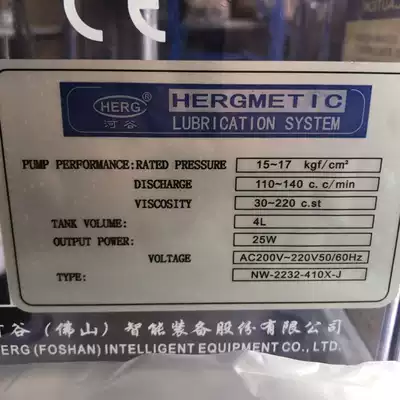 CE
HERG ®
河谷
HERGMETIC
LUBRICATION SYSTEM
PUMP PERFORMANCE: RATED PRESSURE 15~17 kgf/cm²
DISCHARGE 110~140 c.c/min
VISCOSITY 30~220 c.st
TANK VOLUME: 4L
OUTPUT POWER: 25W
VOLTAGE AC200V~220V50/60Hz
TYPE: NW-2232-410X-J
河谷 (佛山) 智能装备股份有限公司
HERG (FOSHAN) INTELLIGENT EQUIPMENT CO., LTD.